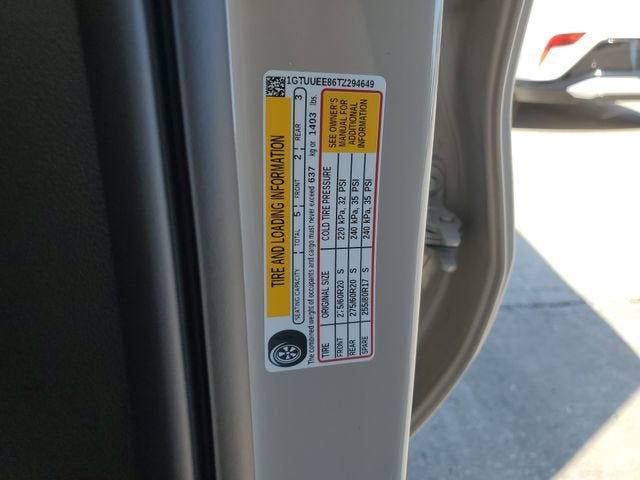 1GTUUEE86TZ294649
TIRE AND LOADING INFORMATION
SEATING CAPACITY TOTAL 5 FRONT 2 REAR 3
The combined weight of occupants and cargo must never exceed 637 kg or 1403 lbs.
TIRE ORIGINAL SIZE COLD TIRE PRESSURE
FRONT 275/60R20 S 220 kPa, 32 PSI
REAR 275/60R20 S 240 kPa, 35 PSI
SPARE 255/80R17 S 240 kPa, 35 PSI
SEE OWNER'S
MANUAL FOR
ADDITIONAL
INFORMATION